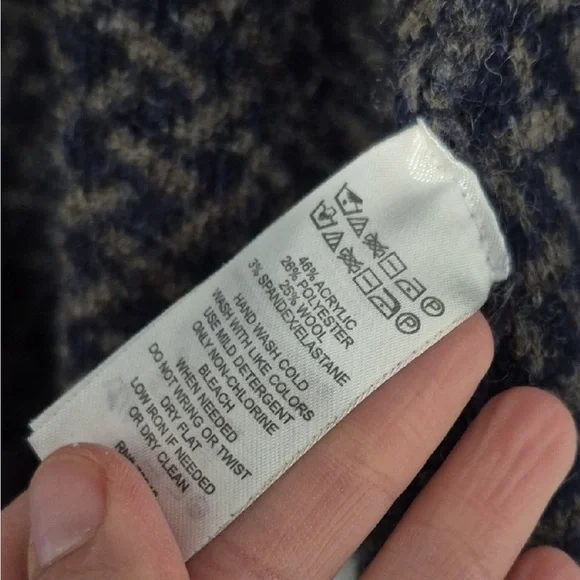 46% ACRYLIC
26% POLYESTER
25% WOOL
3% SPANDEX/ELASTANE
HAND WASH COLD
WASH WITH LIKE COLORS
USE MILD DETERGENT
ONLY NON-CHLORINE
BLEACH
WHEN NEEDED
DO NOT WRING OR TWIST
DRY FLAT
LOW IRON IF NEEDED
OR DRY CLEAN